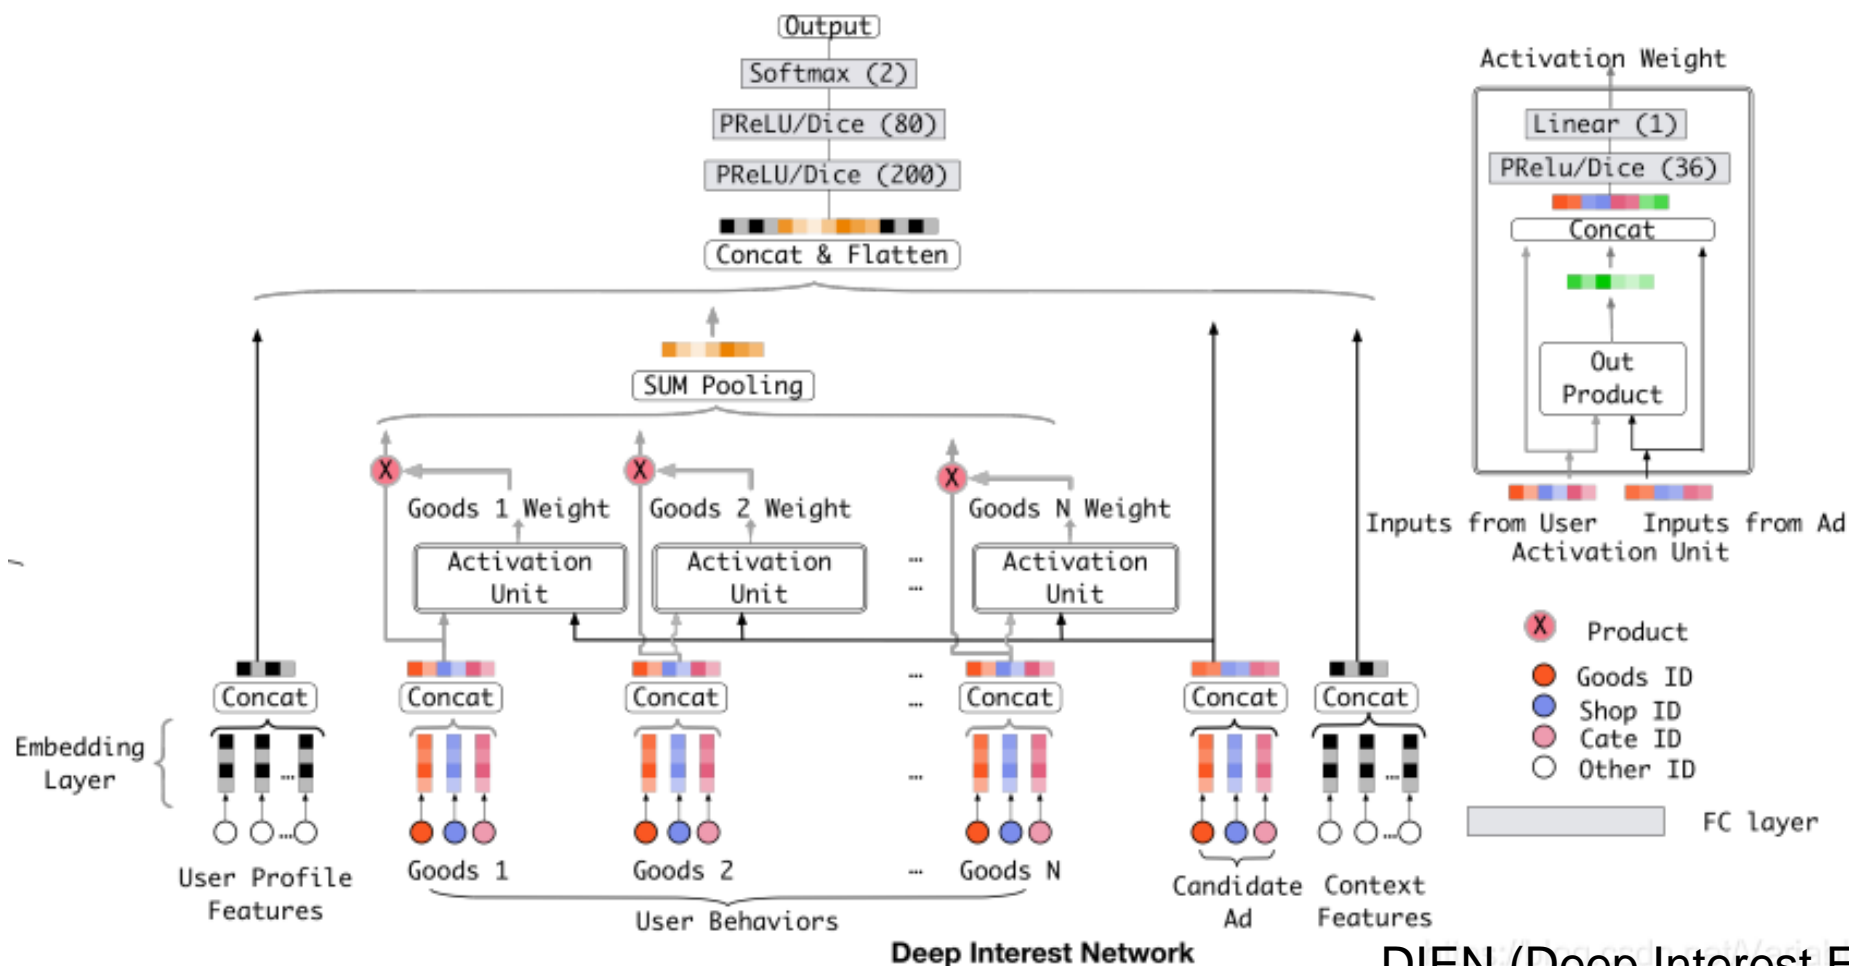 Output
Softmax (2)
PReLU/Dice (80)
PReLU/Dice (200)
Concat & Flatten
SUM Pooling
X
X
X
Goods 1 Weight
Goods 2 Weight
Goods N Weight
Activation
Unit
Activation
Unit
...
...
Activation
Unit
Concat
Concat
Concat
...
...
Concat
Concat
Concat
Embedding
Layer
...
...
...
User Profile
Features
Goods 1
Goods 2
...
Goods N
User Behaviors
Candidate
Ad
...
Context
Features
Deep Interest Network
Activation Weight
Linear (1)
PRelu/Dice (36)
Concat
Out
Product
Inputs from User
Inputs from Ad
Activation Unit
X Product
Goods ID
Shop ID
Cate ID
Other ID
FC layer
DIEN (Deep Interest